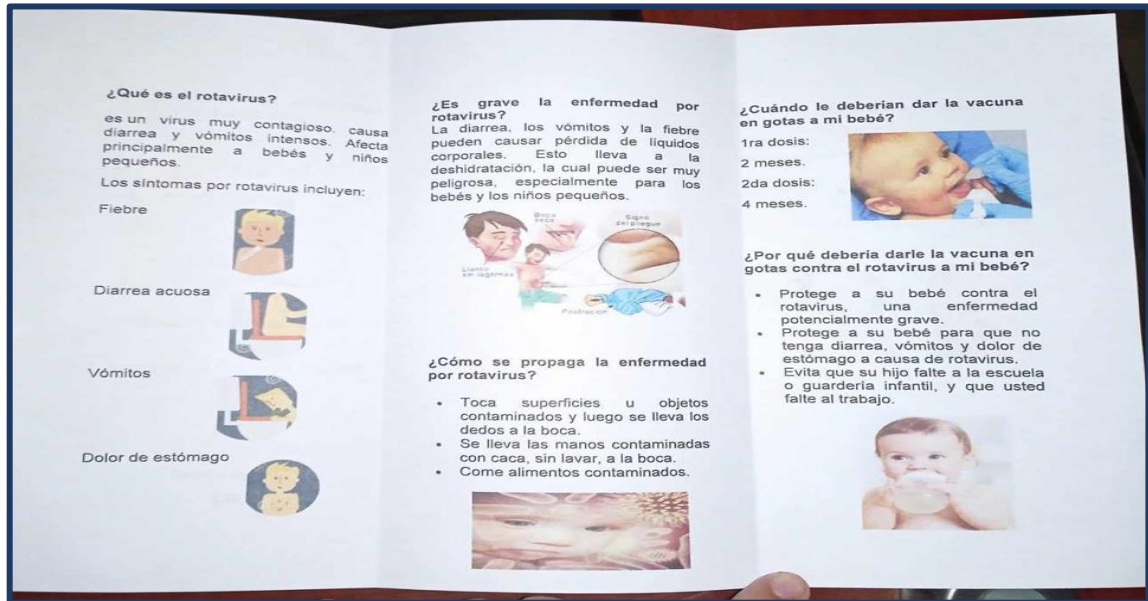 ¿Qué es el rotavirus?
es un virus muy contagioso. causa
diarrea y vómitos intensos. Afecta
principalmente a bebés y niños
pequeños.
Los síntomas por rotavirus incluyen:
Fiebre
Diarrea acuosa
Vómitos
Dolor de estómago
¿Es grave la enfermedad por
rotavirus?
La diarrea, los vómitos y la fiebre
pueden causar pérdida de líquidos
corporales. Esto lleva a la
deshidratación, la cual puede ser muy
peligrosa, especialmente para los
bebés y los niños pequeños.
Boca
seca
Signo
del pliegue
Llanto
sin lágrimas
Postración
¿Cómo se propaga la enfermedad
por rotavirus?
• Toca superficies u objetos
contaminados y luego se lleva los
dedos a la boca.
• Se lleva las manos contaminadas
con caca, sin lavar, a la boca.
• Come alimentos contaminados.
¿Cuándo le deberían dar la vacuna
en gotas a mi bebé?
1ra dosis:
2 meses.
2da dosis:
4 meses.
¿Por qué debería darle la vacuna en
gotas contra el rotavirus a mi bebé?
• Protege a su bebé contra el
rotavirus, una enfermedad
potencialmente grave.
• Protege a su bebé para que no
tenga diarrea, vómitos y dolor de
estómago a causa de rotavirus.
• Evita que su hijo falte a la escuela
o guardería infantil, y que usted
falte al trabajo.